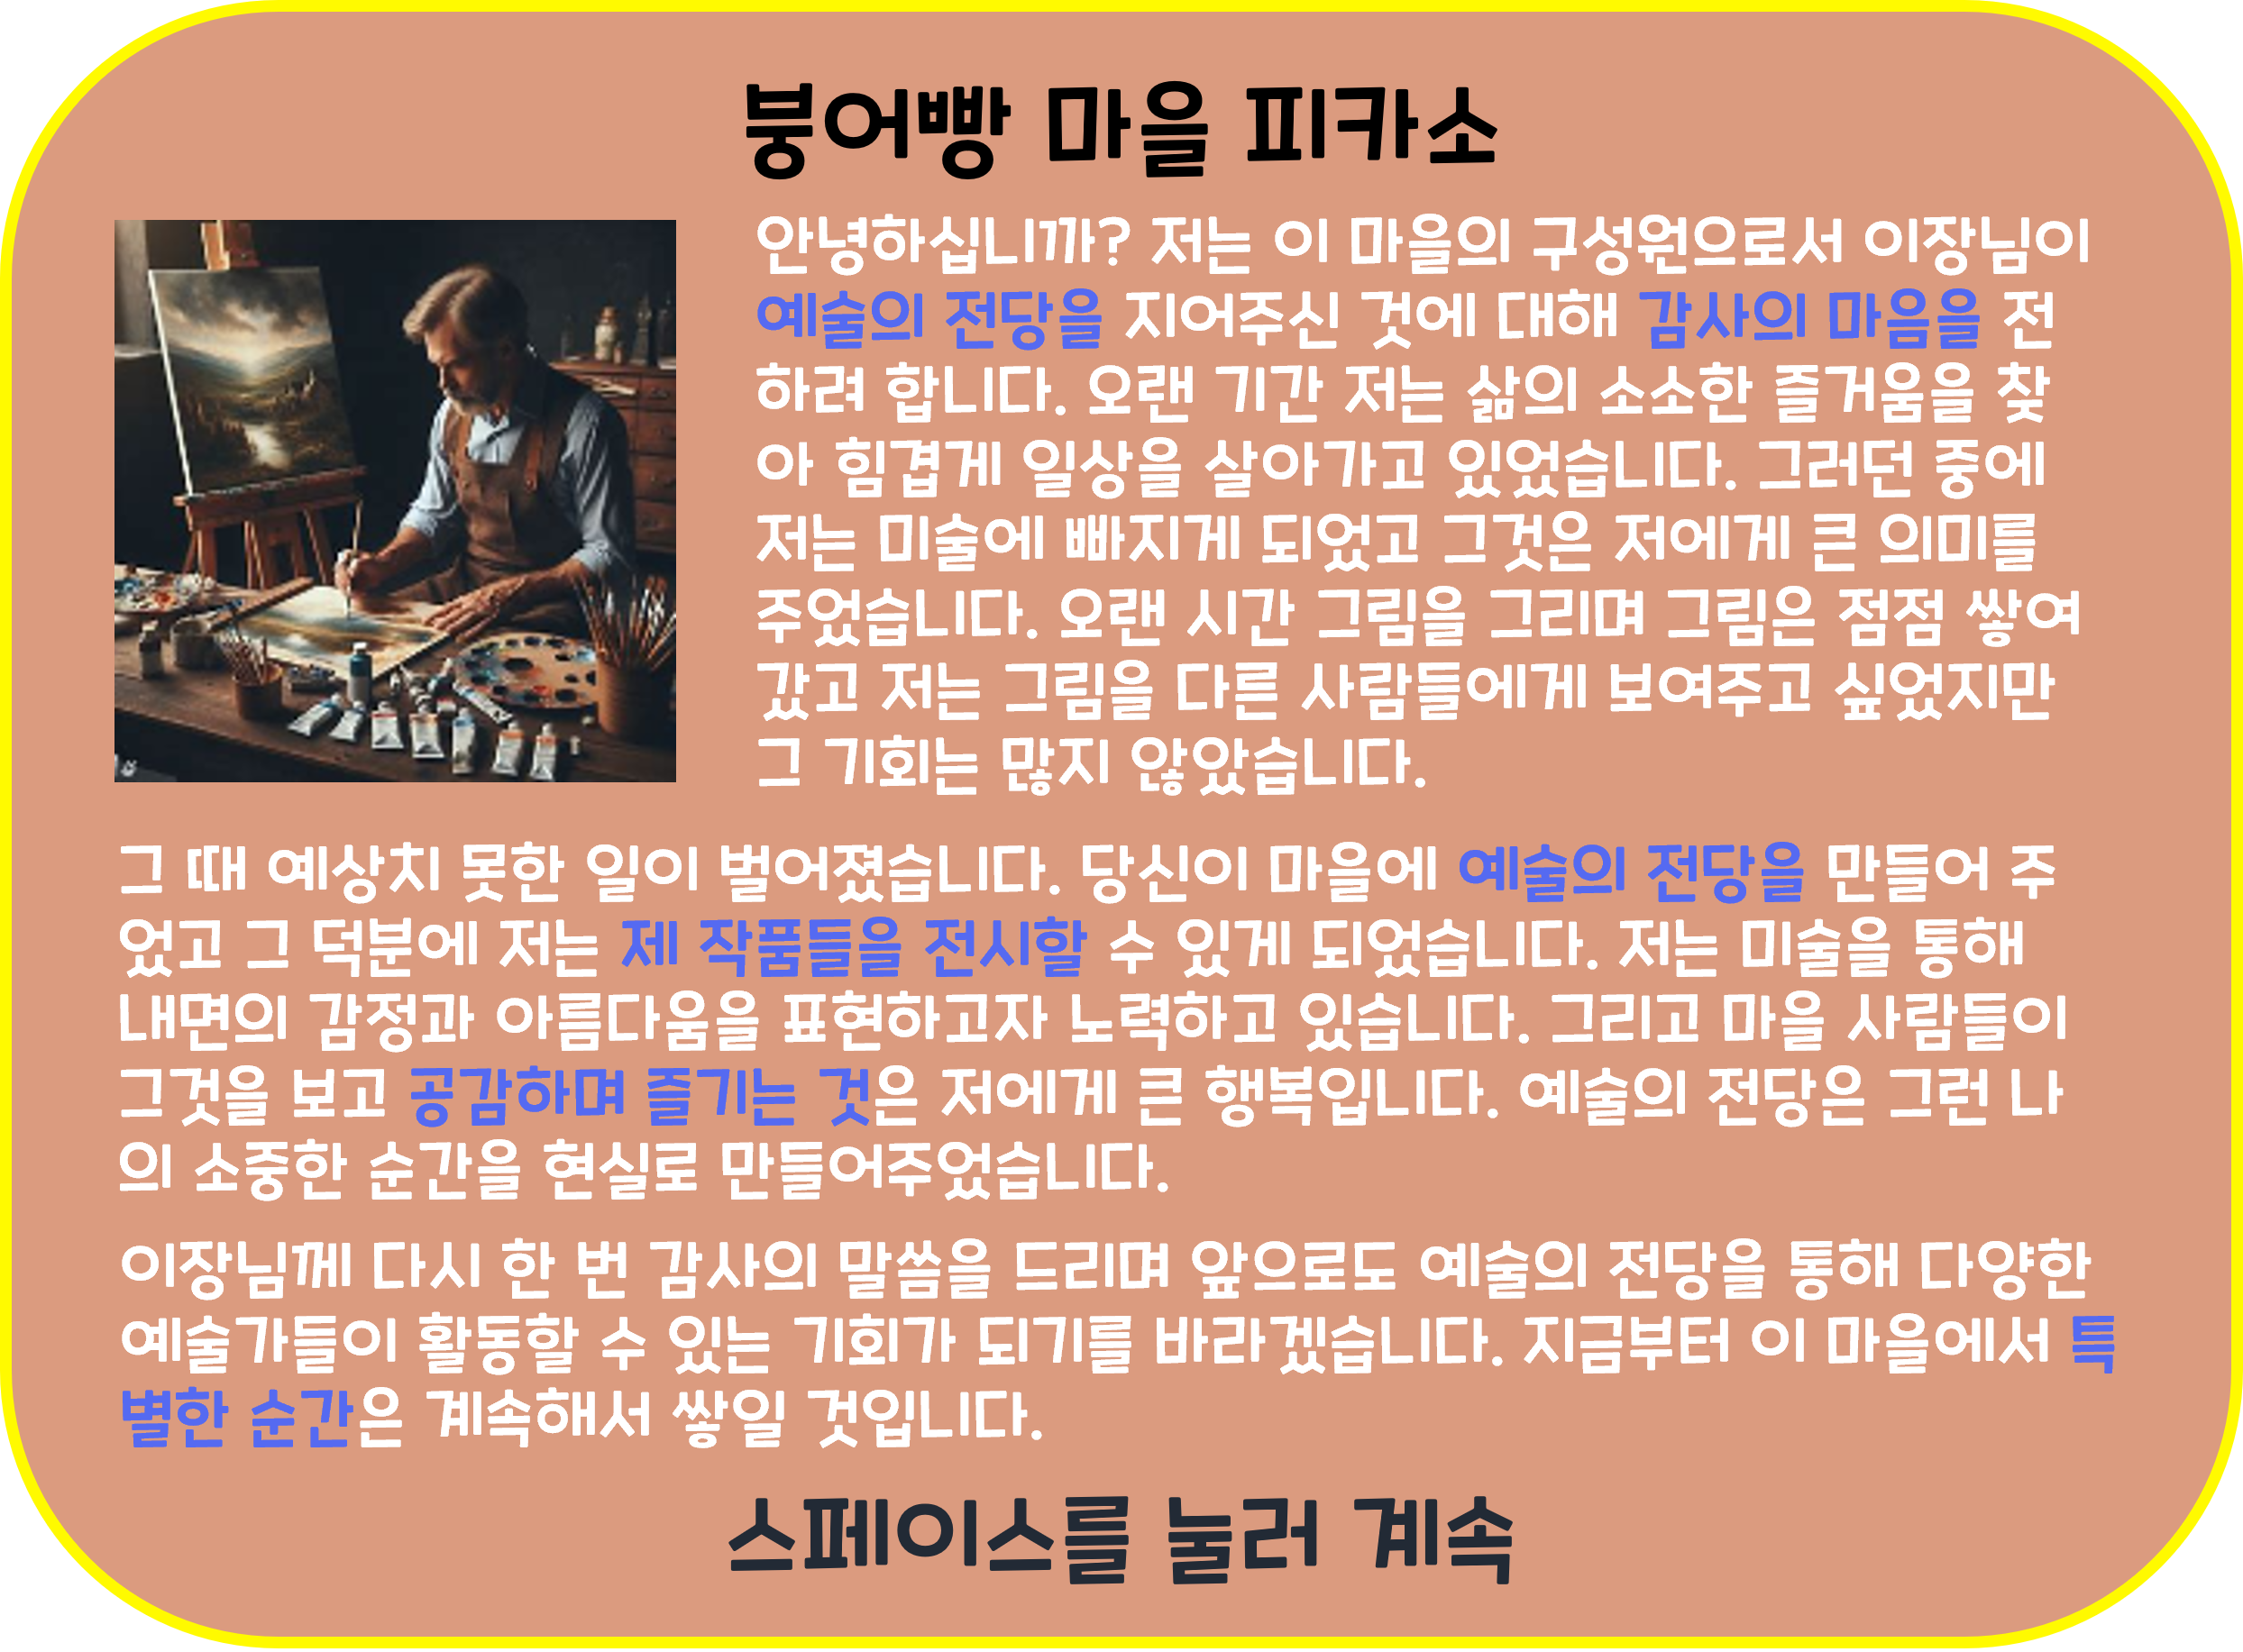 붕어빵 마을 피카소
안녕하십니까? 저는 이 마을의 구성원으로서 이장님이
예술의 전당을 지어주신 것에 대해 감사의 마음을 전
하려 합니다. 오랜 기간 저는 삶의 소소한 즐거움을 찾
아 힘겹게 일상을 살아가고 있었습니다. 그러던 중에
저는 미술에 빠지게 되었고 그것은 저에게 큰 의미를
주었습니다. 오랜 시간 그림을 그리며 그림은 점점 쌓여
갔고 저는 그림을 다른 사람들에게 보여주고 싶었지만
그 기회는 많지 않았습니다.
그 때 예상치 못한 일이 벌어졌습니다. 당신이 마을에 예술의 전당을 만들어 주
었고 그 덕분에 저는 제 작품들을 전시할 수 있게 되었습니다. 저는 미술을 통해
내면의 감정과 아름다움을 표현하고자 노력하고 있습니다. 그리고 마을 사람들이
그것을 보고 공감하며 즐기는 것은 저에게 큰 행복입니다. 예술의 전당은 그런 나
의 소중한 순간을 현실로 만들어주었습니다.
이장님께 다시 한 번 감사의 말씀을 드리며 앞으로도 예술의 전당을 통해 다양한
예술가들이 활동할 수 있는 기회가 되기를 바라겠습니다. 지금부터 이 마을에서 특
별한 순간은 계속해서 쌓일 것입니다.
스페이스를 눌러 계속